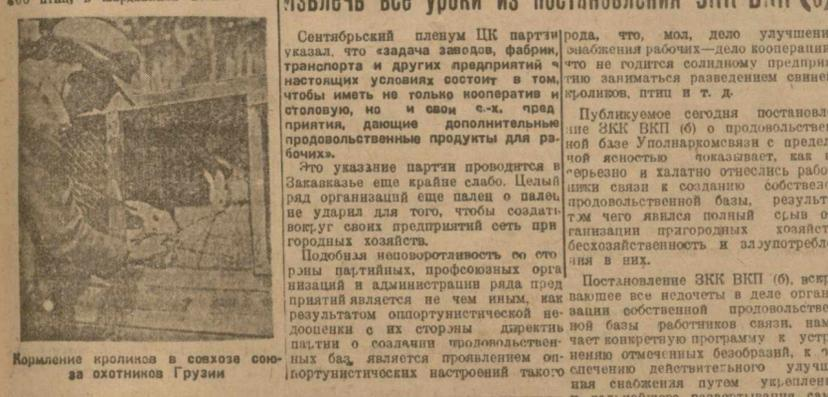 Кормление кроликов в совхозе сою-
за охотников Грузии
все уроки из постановления ЗКК ВКП
Сентябрьский пленум ЦК партии
указал, что «задача заводов, фабрик,
транспорта и других предприятий в
настоящих условиях состоит в том,
чтобы иметь не только кооператив и
столовую, но и свои с.-х. пред
приятия, дающие дополнительные
продовольственные продукты для ра-
бочих».
Это указание партии проводится в
Закавказье еще крайне слабо. Целый
ряд организаций еще палец о палец
не ударил для того, чтобы создать
вокруг своих предприятий сеть при
городных хозяйств.
Подобная неповоротливость со сто
роны партийных, профсоюзных орга
низаций и администрации ряда пред
приятий является не чем иным, как
результатом оппортунистической не-
дооценки с их стороны директив
партии о создании продовольствен-
ных баз, является проявлением оп-
портунистических настроений такого
рода, что, мол, дело улучшени
снабжения рабочих—дело кооперации
что не годится солидному предприя
тию заниматься разведением свиней
кроликов, птиц и т. д.
Публикуемое сегодня постановл
ние ЗКК ВКП (б) о продовольствен
ной базе Уполнаркомсвязи с предел
ной ясностью показывает, как
серьезно и халатно отнеслись рабо
ники связи к созданию собствен
продовольственной базы, результ
том чего явился полный срыв о
ганизации пригородных хозяйст
бесхозяйственность и злоупотребл
ния в них.
Постановление ЗКК ВКП (б), вскр
вающее все недочеты в деле орган
зации собственной продовольстве
ной базы работников связи, нам
чает конкретную программу к устр
нению отмеченных безобразий, к
спечению действительного улучш
ния снабжения путем укреплен